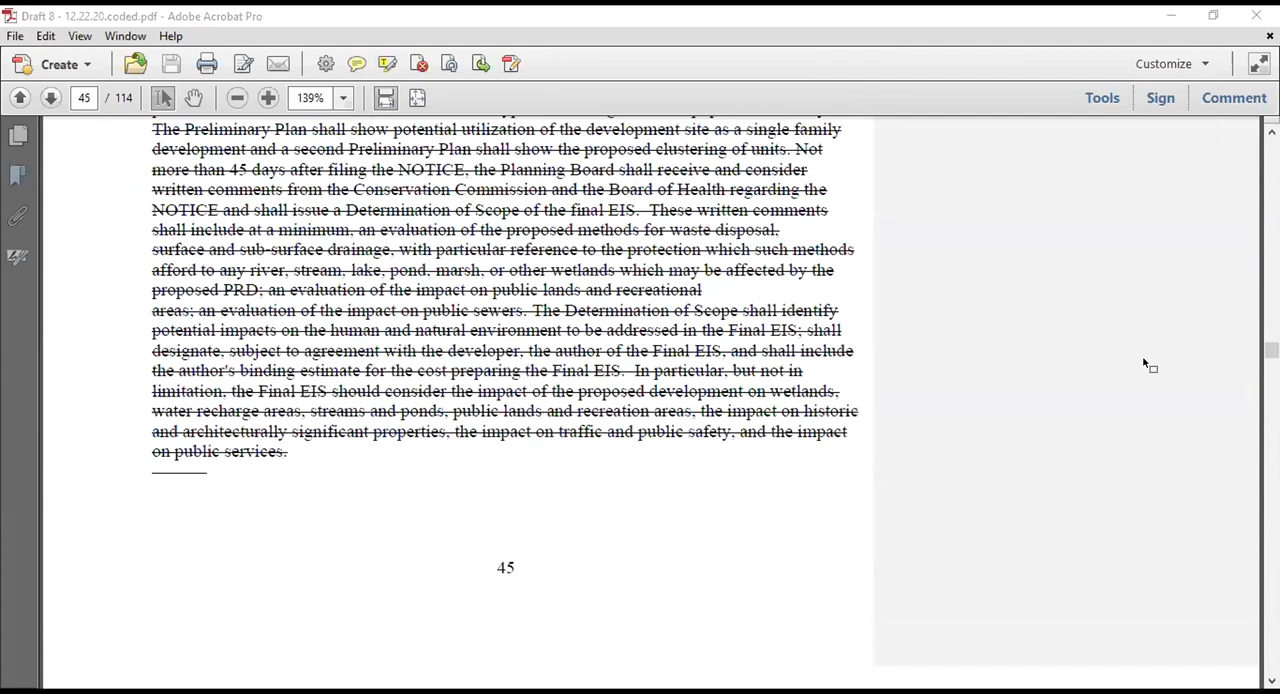 Draft 8 - 12.22.20.coded.pdf - Adobe Acrobat Pro
File Edit View Window Help
Create Customize
45 / 114 139% Tools Sign Comment
The Preliminary Plan shall show potential utilization of the development site as a single family
development and a second Preliminary Plan shall show the proposed clustering of units. Not
more than 45 days after filing the NOTICE, the Planning Board shall receive and consider
written comments from the Conservation Commission and the Board of Health regarding the
NOTICE and shall issue a Determination of Scope of the final EIS. These written comments
shall include at a minimum, an evaluation of the proposed methods for waste disposal,
surface and sub-surface drainage, with particular reference to the protection which such methods
afford to any river, stream, lake, pond, marsh, or other wetlands which may be affected by the
proposed PRD; an evaluation of the impact on public lands and recreational
areas; an evaluation of the impact on public sewers. The Determination of Scope shall identify
potential impacts on the human and natural environment to be addressed in the Final EIS; shall
designate, subject to agreement with the developer, the author of the Final EIS, and shall include
the author's binding estimate for the cost preparing the Final EIS. In particular, but not in
limitation, the Final EIS should consider the impact of the proposed development on wetlands,
water recharge areas, streams and ponds, public lands and recreation areas, the impact on historic
and architecturally significant properties, the impact on traffic and public safety, and the impact
on public services.
45